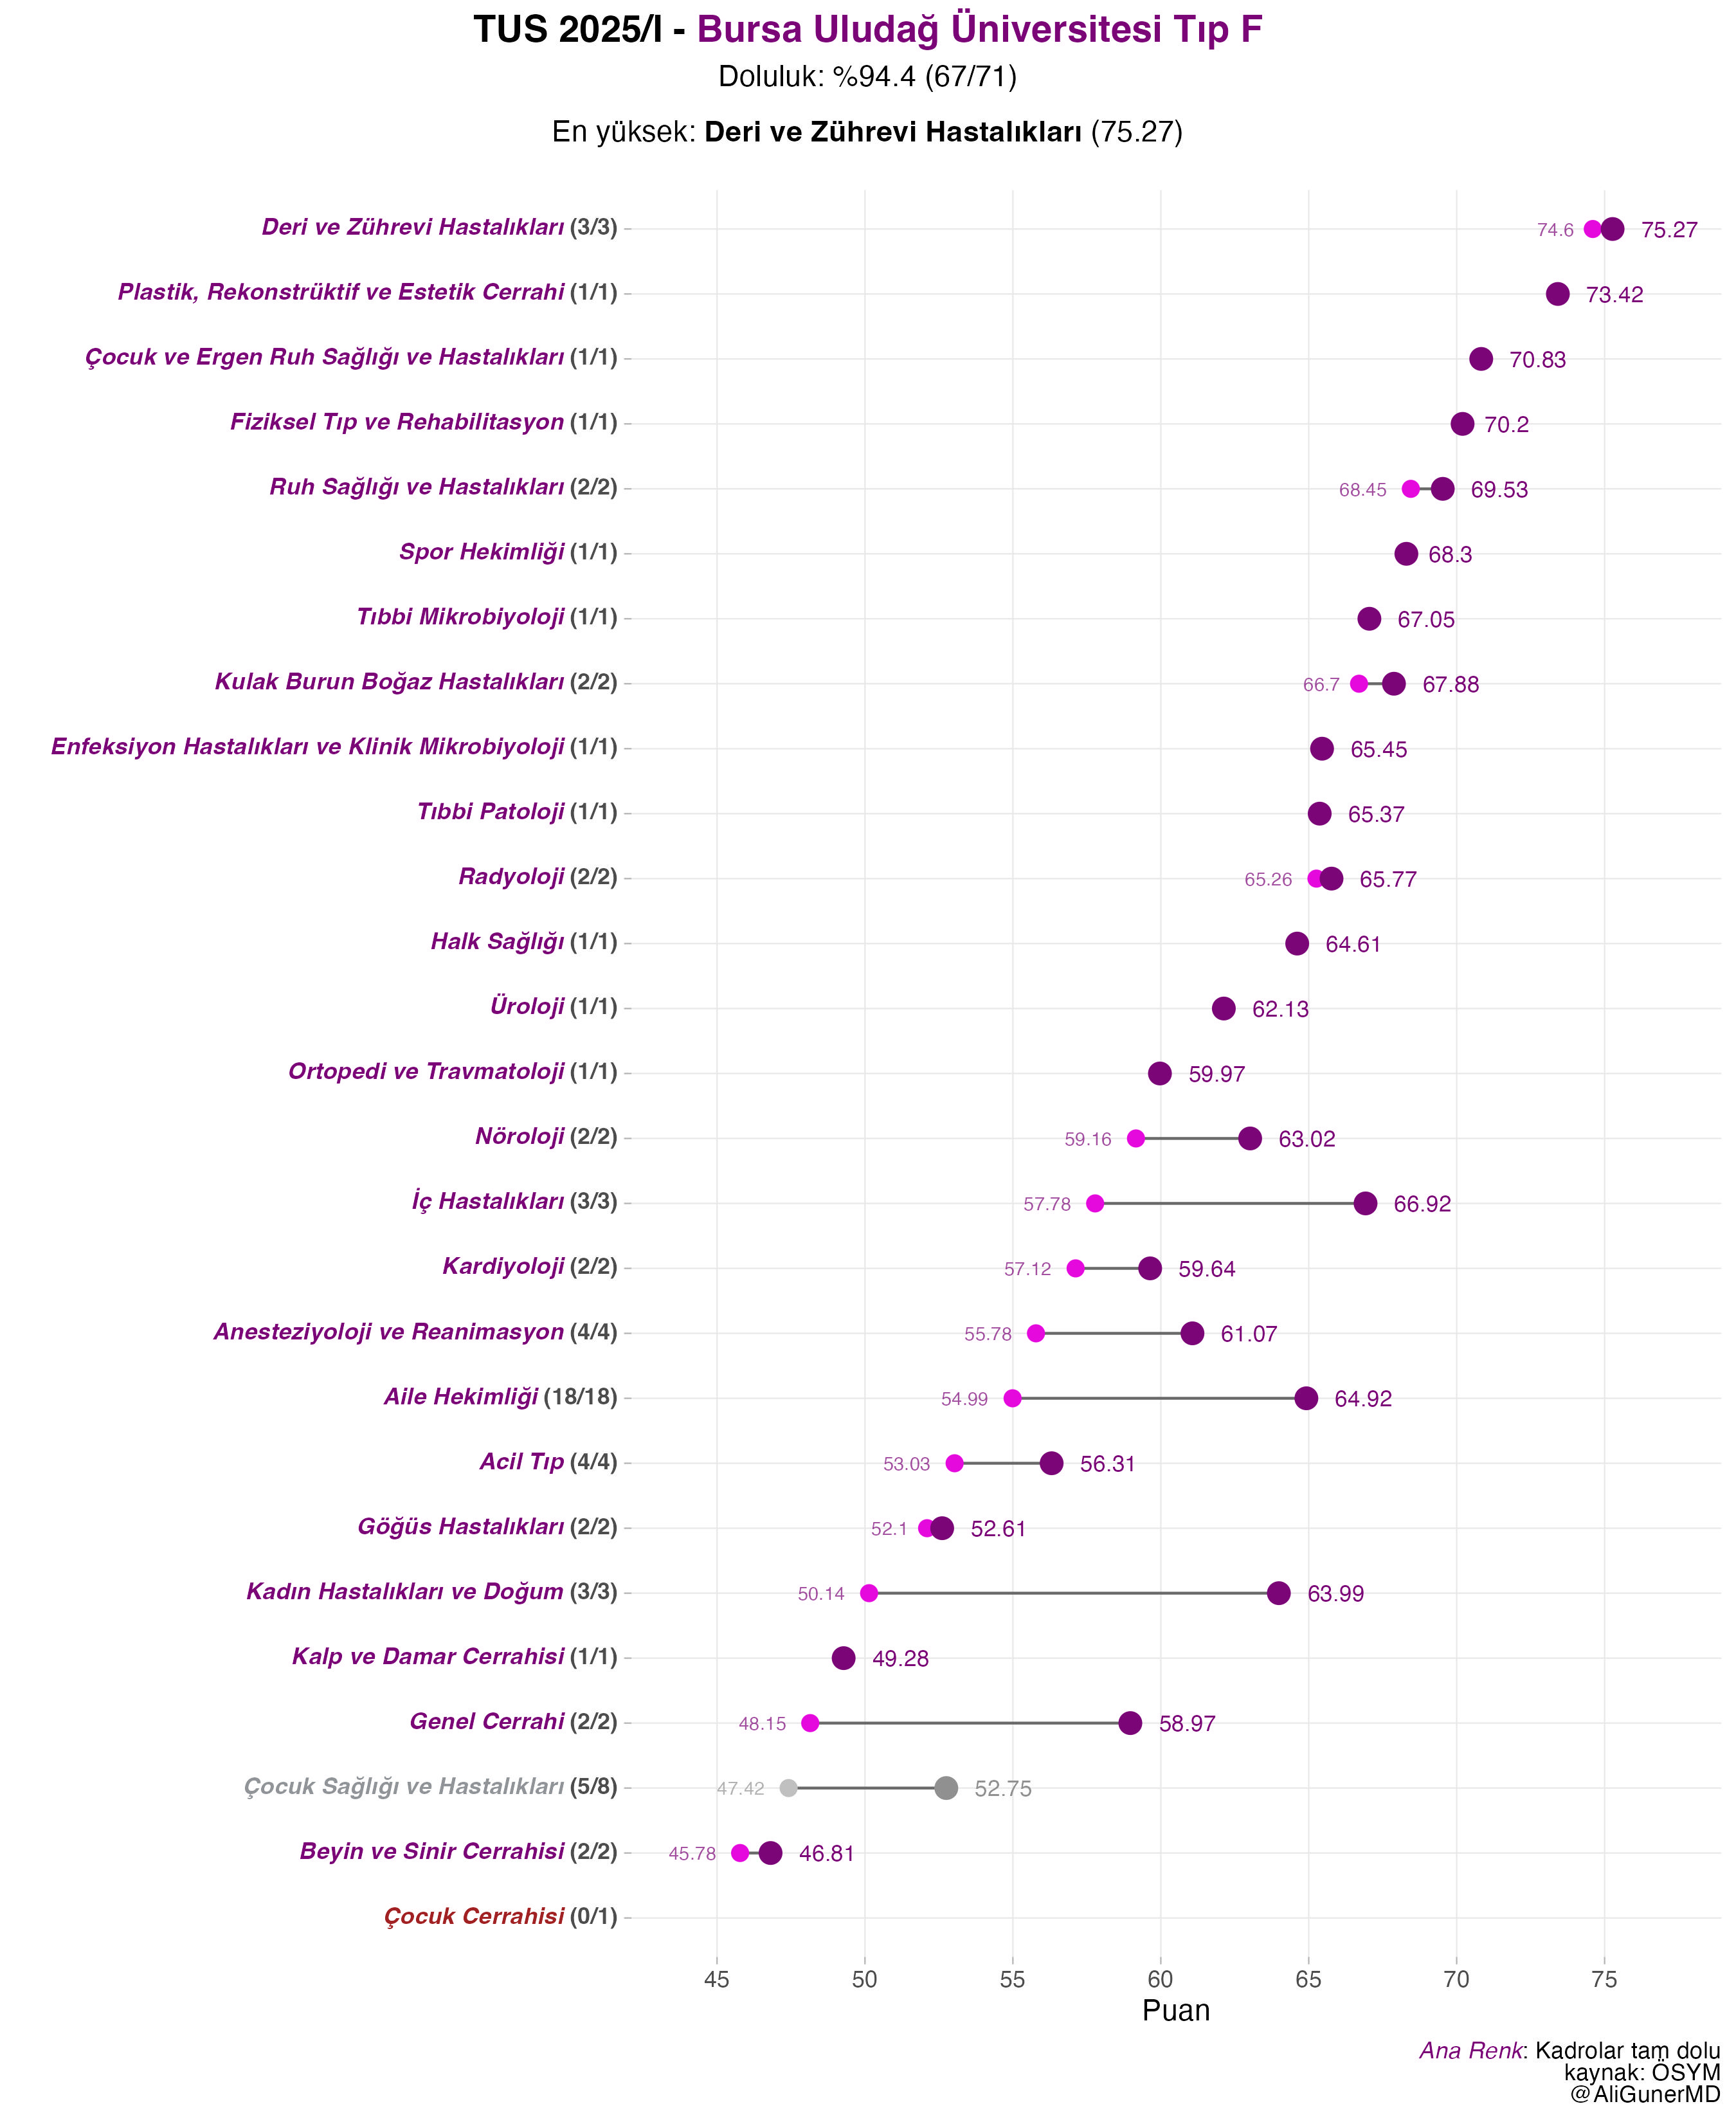 TUS 2025/I - Bursa Uludağ Üniversitesi Tıp F
Doluluk: %94.4 (67/71)
En yüksek: Deri ve Zührevi Hastalıkları (75.27)
Deri ve Zührevi Hastalıkları (3/3) 74.6 75.27
Plastik, Rekonstrüktif ve Estetik Cerrahi (1/1) 73.42
Çocuk ve Ergen Ruh Sağlığı ve Hastalıkları (1/1) 70.83
Fiziksel Tıp ve Rehabilitasyon (1/1) 70.2
Ruh Sağlığı ve Hastalıkları (2/2) 68.45 69.53
Spor Hekimliği (1/1) 68.3
Tıbbi Mikrobiyoloji (1/1) 67.05
Kulak Burun Boğaz Hastalıkları (2/2) 66.7 67.88
Enfeksiyon Hastalıkları ve Klinik Mikrobiyoloji (1/1) 65.45
Tıbbi Patoloji (1/1) 65.37
Radyoloji (2/2) 65.26 65.77
Halk Sağlığı (1/1) 64.61
Üroloji (1/1) 62.13
Ortopedi ve Travmatoloji (1/1) 59.97
Nöroloji (2/2) 59.16 63.02
İç Hastalıkları (3/3) 57.78 66.92
Kardiyoloji (2/2) 57.12 59.64
Anesteziyoloji ve Reanimasyon (4/4) 55.78 61.07
Aile Hekimliği (18/18) 54.99 64.92
Acil Tıp (4/4) 53.03 56.31
Göğüs Hastalıkları (2/2) 52.1 52.61
Kadın Hastalıkları ve Doğum (3/3) 50.14 63.99
Kalp ve Damar Cerrahisi (1/1) 49.28
Genel Cerrahi (2/2) 48.15 58.97
Çocuk Sağlığı ve Hastalıkları (5/8) 47.42 52.75
Beyin ve Sinir Cerrahisi (2/2) 45.78 46.81
Çocuk Cerrahisi (0/1)
45 50 55 60 65 70 75
Puan
Ana Renk: Kadrolar tam dolu
kaynak: ÖSYM
@AliGunerMD